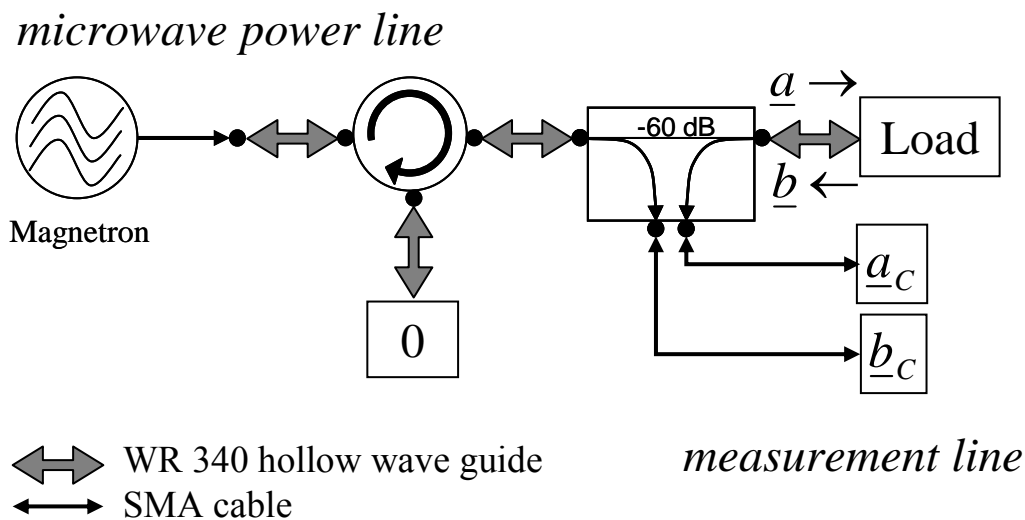 microwave power line
Magnetron
-60 dB
a →
b ←
Load
0
a_C
b_C
WR 340 hollow wave guide
SMA cable
measurement line